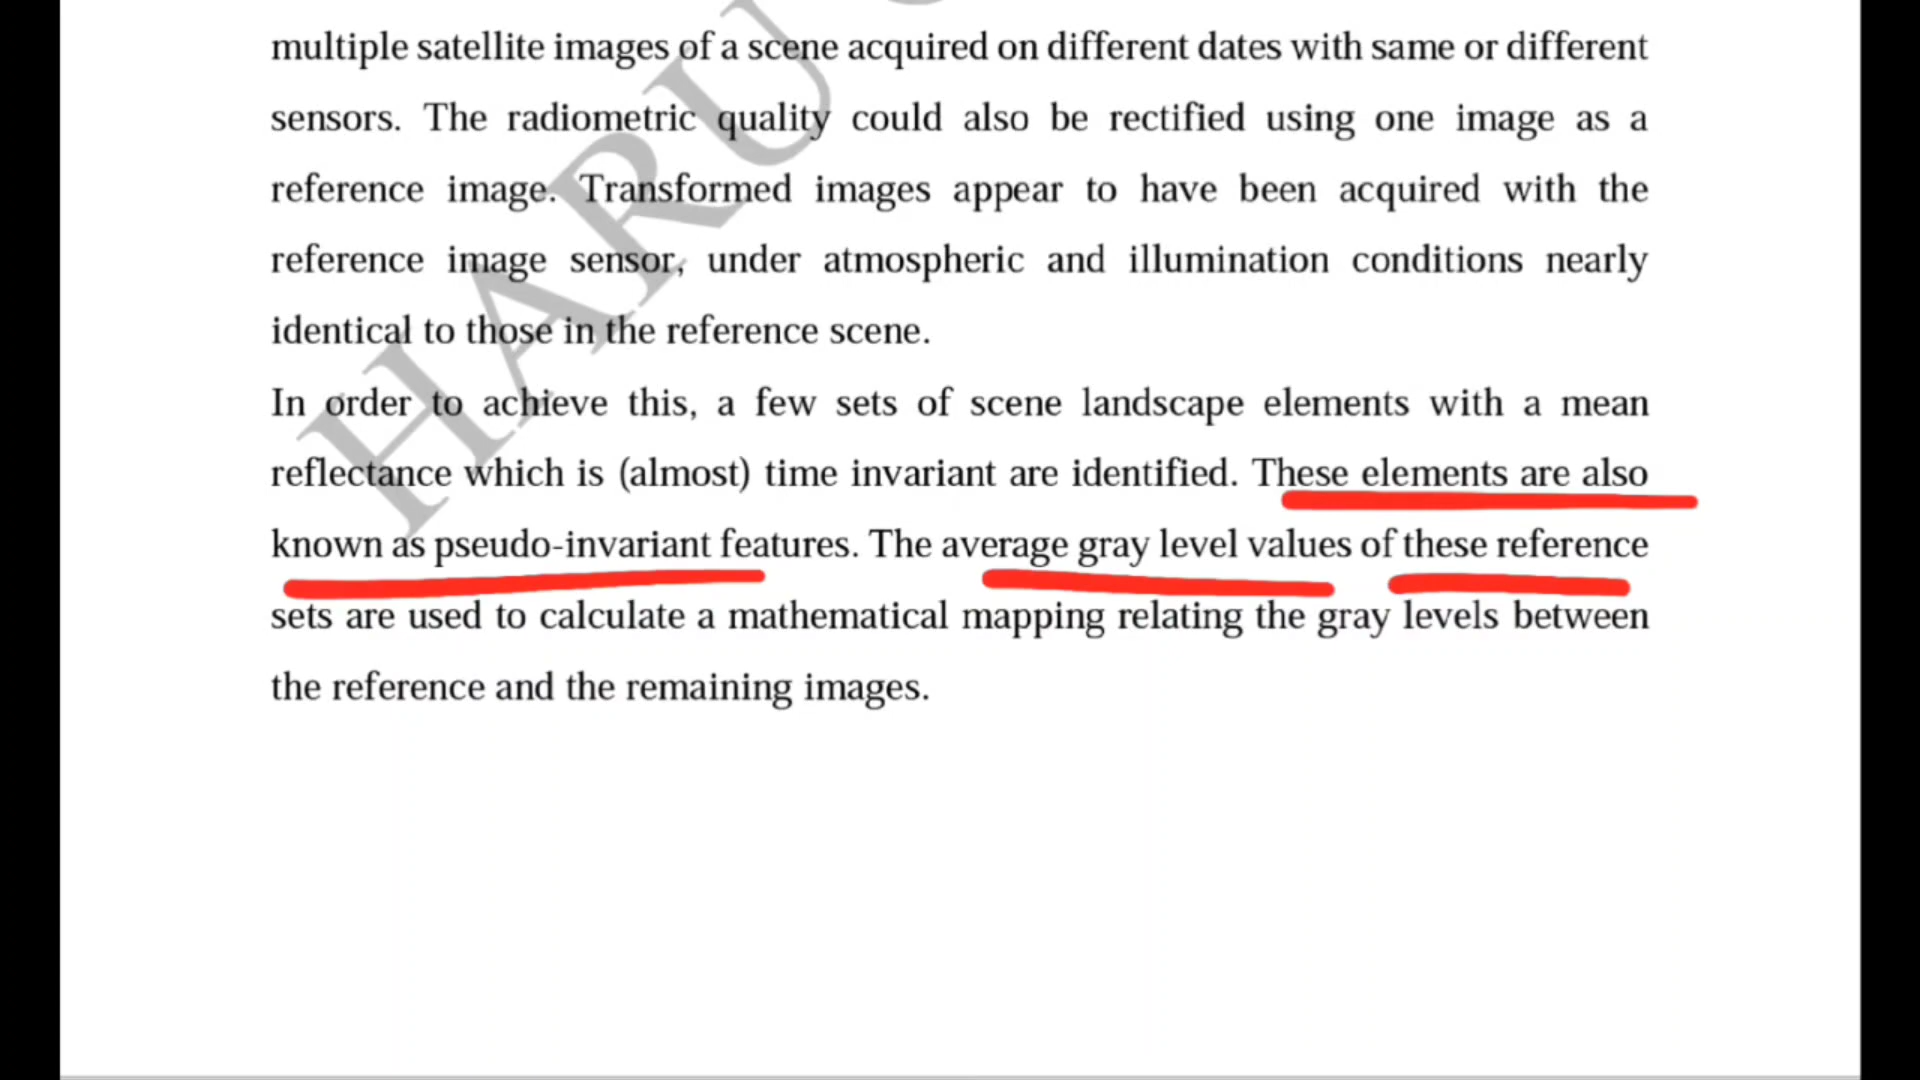 multiple satellite images of a scene acquired on different dates with same or different
sensors. The radiometric quality could also be rectified using one image as a
reference image. Transformed images appear to have been acquired with the
reference image sensor, under atmospheric and illumination conditions nearly
identical to those in the reference scene.
In order to achieve this, a few sets of scene landscape elements with a mean
reflectance which is (almost) time invariant are identified. These elements are also
known as pseudo-invariant features. The average gray level values of these reference
sets are used to calculate a mathematical mapping relating the gray levels between
the reference and the remaining images.
HARU